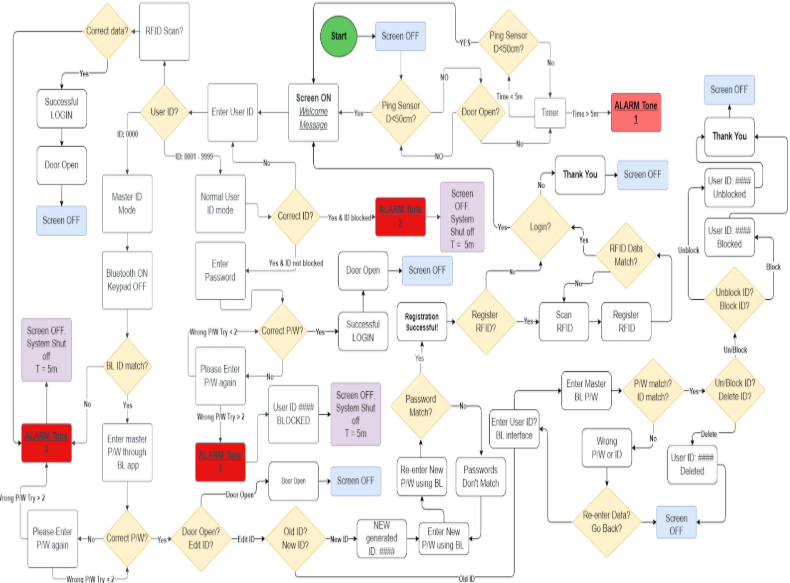 Correct data?
RFID Scan?
Start
Screen OFF
YES
Ping Sensor
D<50cm?
No
Yes
Successful
LOGIN
Door Open
Screen OFF
User ID?
ID: 0000
ID: 0001 - 9999
Enter User ID
No
Screen ON
Welcome
Message
Yes
Ping Sensor
D<50cm?
NO
NO
Door Open?
Time < 5m
No
Timer
Time > 5m
ALARM Tone
1
Screen OFF
Thank You
User ID: ####
Unblocked
User ID: ####
Blocked
Unblock
Block
Unblock ID?
Block ID?
Un/Block
Master ID
Mode
Normal User
ID mode
Correct ID?
Yes & ID blocked
ALARM Tone
Screen
OFF.
System
Shut off
T = 5m
Yes & ID not blocked
No
Thank You
Screen OFF
Yes
Login?
Yes
RFID Data
Match?
No
No
Bluetooth ON
Keypad OFF
Enter
Password
Door Open
Screen OFF
Wrong P/W Try < 2
Correct P/W?
Yes
Successful
LOGIN
No
Registration
Successful!
Register
RFID?
Yes
Scan
RFID
Register
RFID
Yes
Screen OFF.
System Shut
off
T = 5m
BL ID match?
No
Yes
Please Enter
P/W again
Wrong P/W Try > 2
User ID ####
BLOCKED
Screen OFF.
System Shut
off
T = 5m
ALARM Tone
Password
Match?
No
Enter Master
BL P/W
P/W match?
ID match?
Yes
Un/Block ID?
Delete ID?
Delete
No
User ID: ####
Deleted
Enter User ID?
BL interface
Wrong
P/W or ID
Re-enter Data?
Go Back?
Screen
OFF
ALARM Tone
Wrong P/W Try > 2
Enter master
P/W through
BL app
Please Enter
P/W again
No
Correct P/W?
Wrong P/W Try < 2
Yes
Door Open?
Edit ID?
Door Open
Door Open
Screen OFF
Edit ID
Old ID?
New ID?
New ID
NEW
generated
ID: ####
Enter New
P/W using BL
Re-enter New
P/W using BL
Passwords
Don't Match
Old ID